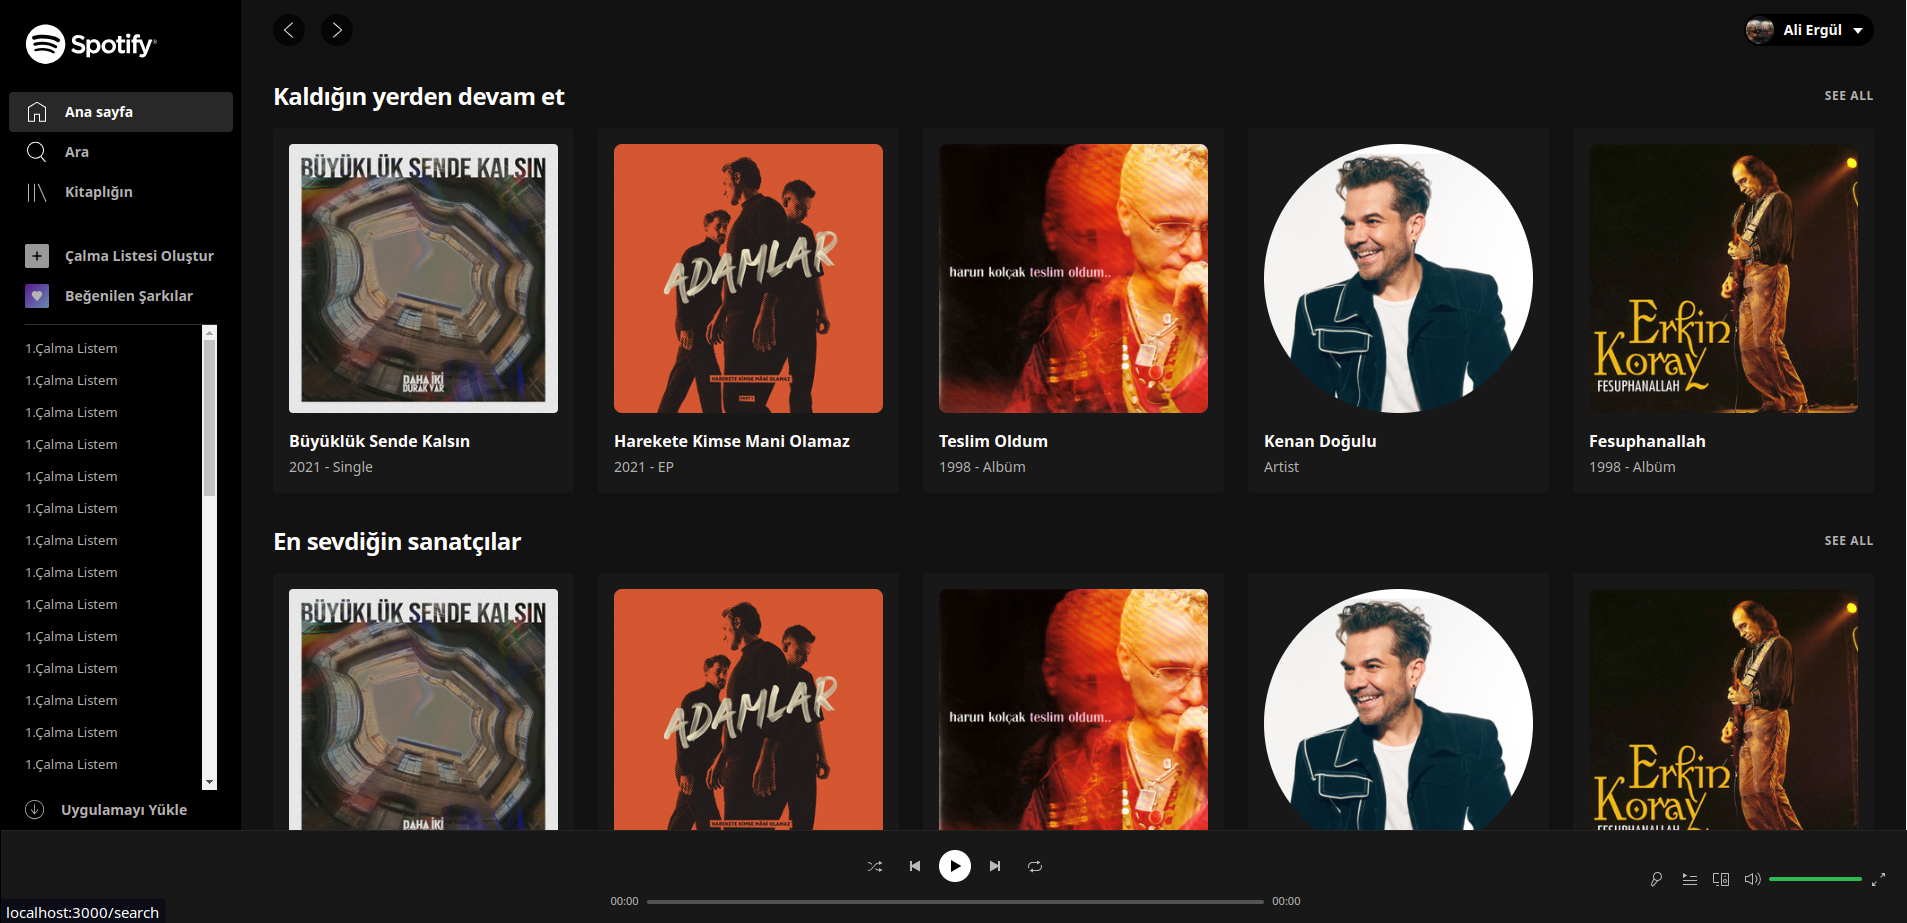 Spotify®
Ali Ergül
Ana sayfa
Ara
Kitaplığın
Çalma Listesi Oluştur
Beğenilen Şarkılar
1.Çalma Listem
1.Çalma Listem
1.Çalma Listem
1.Çalma Listem
1.Çalma Listem
1.Çalma Listem
1.Çalma Listem
1.Çalma Listem
1.Çalma Listem
1.Çalma Listem
1.Çalma Listem
1.Çalma Listem
1.Çalma Listem
1.Çalma Listem
Uygulamayı Yükle
Kaldığın yerden devam et
SEE ALL
BÜYÜKLÜK SENDE KALSIN
DAHA İKİ
DURAK VAR
ADAMLAR
HAREKETE KİMSE MÂNİ OLAMAZ
PART 1
harun kolçak teslim oldum..
Erkin
Koray
FESUPHANALLAH
Büyüklük Sende Kalsın
2021 - Single
Harekete Kimse Mani Olamaz
2021 - EP
Teslim Oldum
1998 - Albüm
Kenan Doğulu
Artist
Fesuphanallah
1998 - Albüm
En sevdiğin sanatçılar
SEE ALL
BÜYÜKLÜK SENDE KALSIN
DAHA İKİ
ADAMLAR
HAREKETE KİMSE MÂNİ OLAMAZ
harun kolçak teslim oldum..
Erkin
Koray
FESUPHANALLAH
00:00
00:00
localhost:3000/search